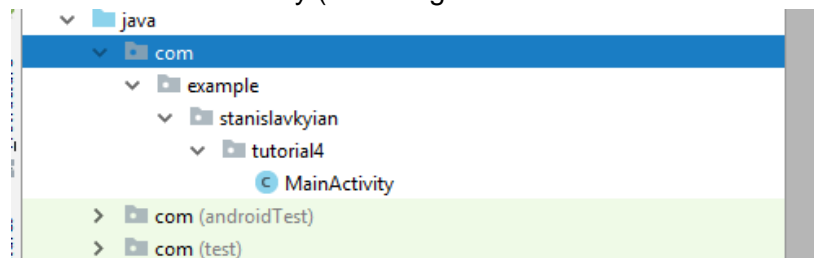 java
com
example
stanislavkyian
tutorial4
C MainActivity
com (androidTest)
com (test)